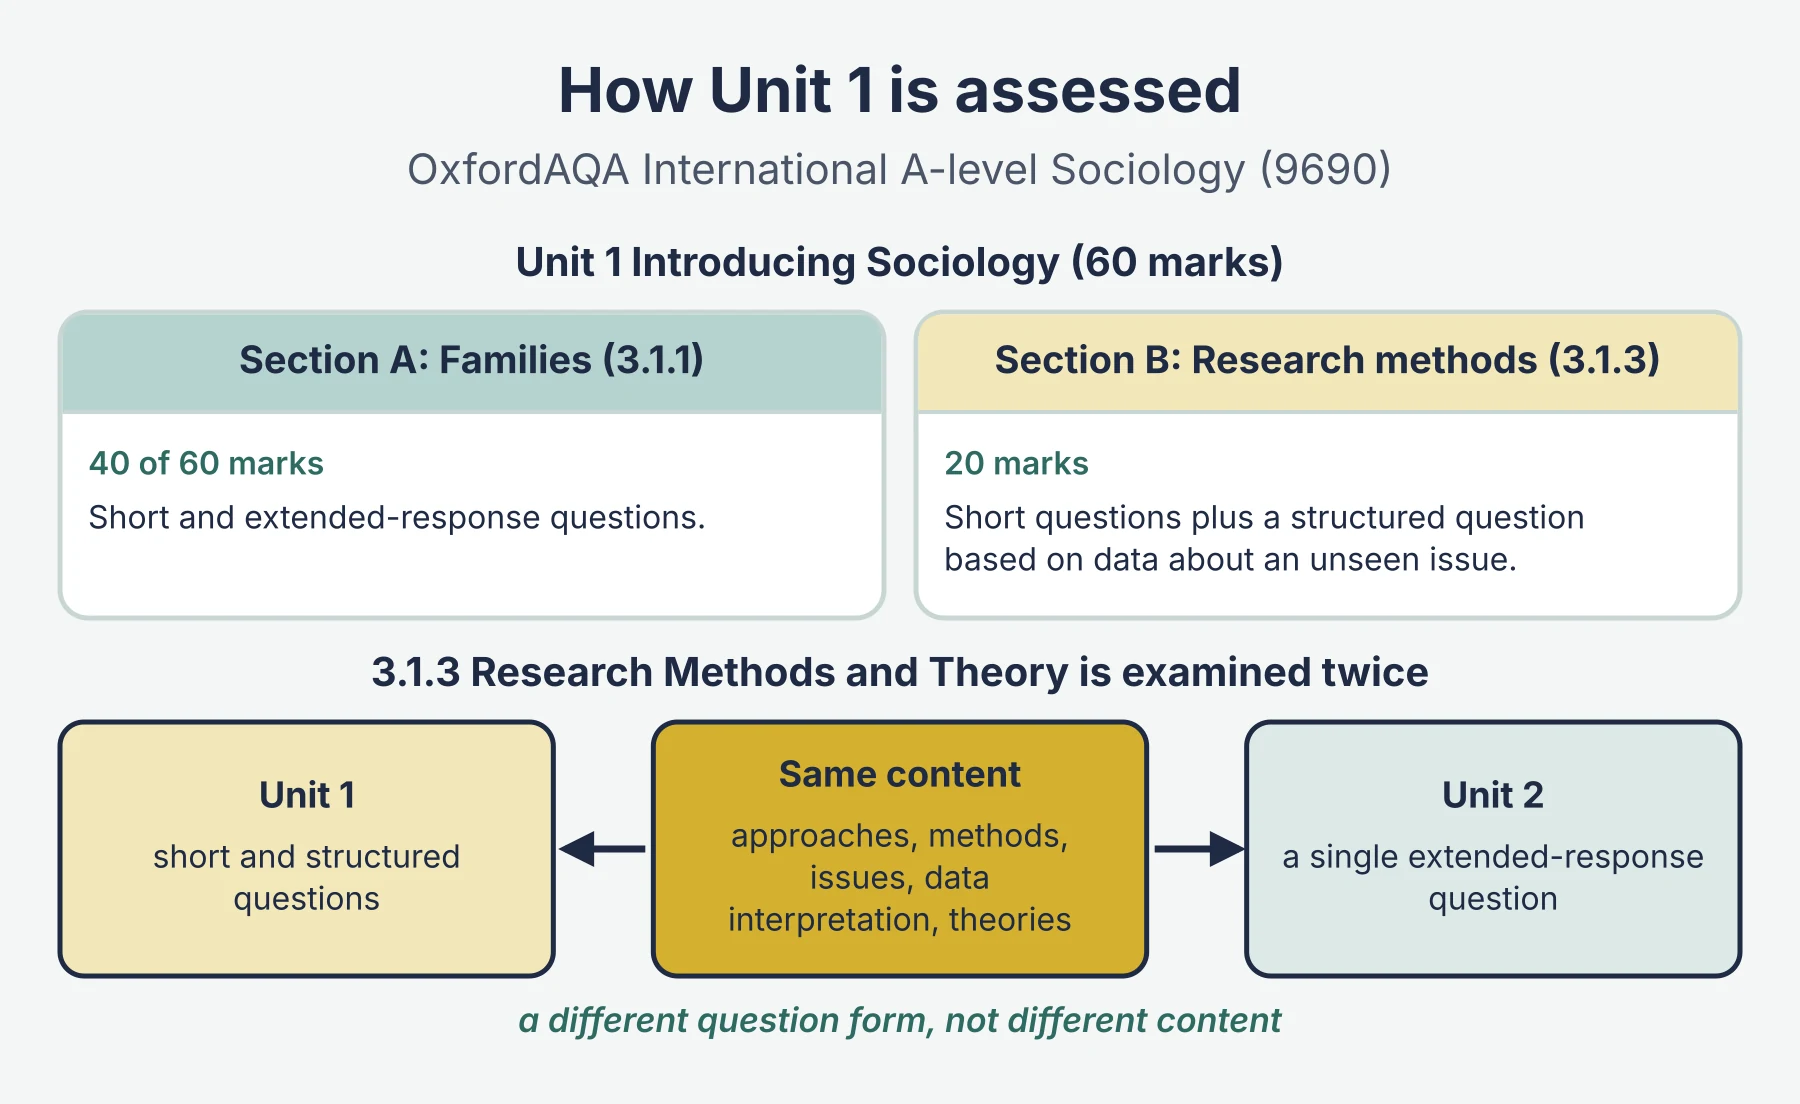 How Unit 1 is assessed
OxfordAQA International A-level Sociology (9690)
Unit 1 Introducing Sociology (60 marks)
Section A: Families (3.1.1)
40 of 60 marks
Short and extended-response questions.
Section B: Research methods (3.1.3)
20 marks
Short questions plus a structured question
based on data about an unseen issue.
3.1.3 Research Methods and Theory is examined twice
Unit 1
short and structured
questions
Same content
approaches, methods,
issues, data
interpretation, theories
Unit 2
a single extended-response
question
a different question form, not different content